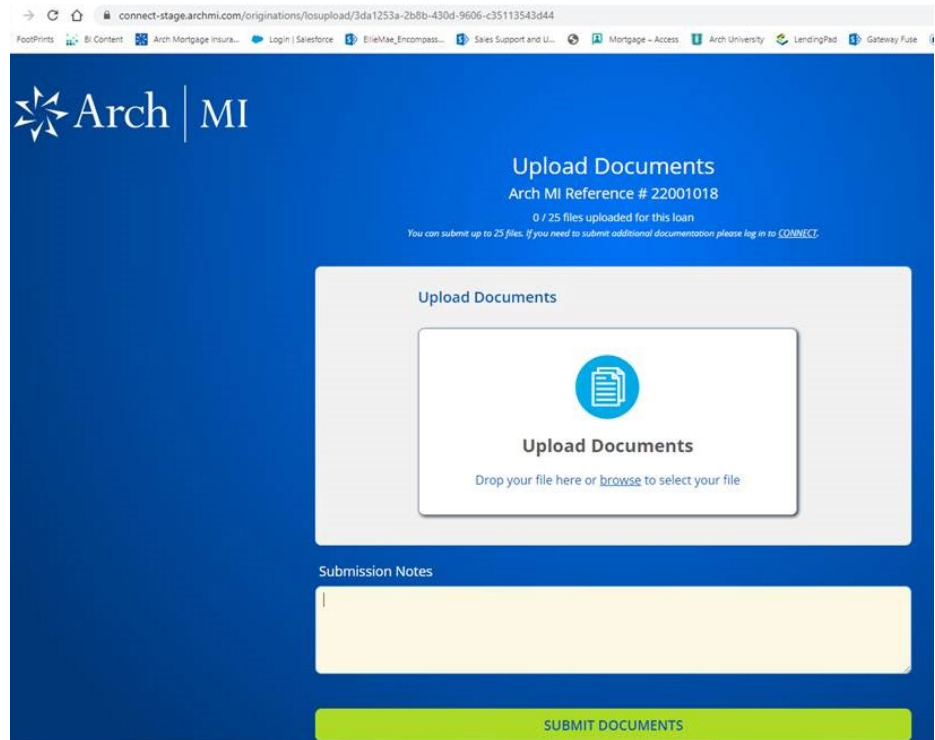 connect-stage.archmi.com/originations/losupload/3da1253a-2b8b-430d-9606-c35113543d44
FootPrints BI Content Arch Mortgage Insura... Login | Salesforce EllieMae_Encompass... Sales Support and U... Mortgage - Access Arch University LendingPad Gateway Fuse
Arch | MI
Upload Documents
Arch MI Reference # 22001018
0 / 25 files uploaded for this loan
You can submit up to 25 files. If you need to submit additional documentation please log in to CONNECT.
Upload Documents
Upload Documents
Drop your file here or browse to select your file
Submission Notes
SUBMIT DOCUMENTS